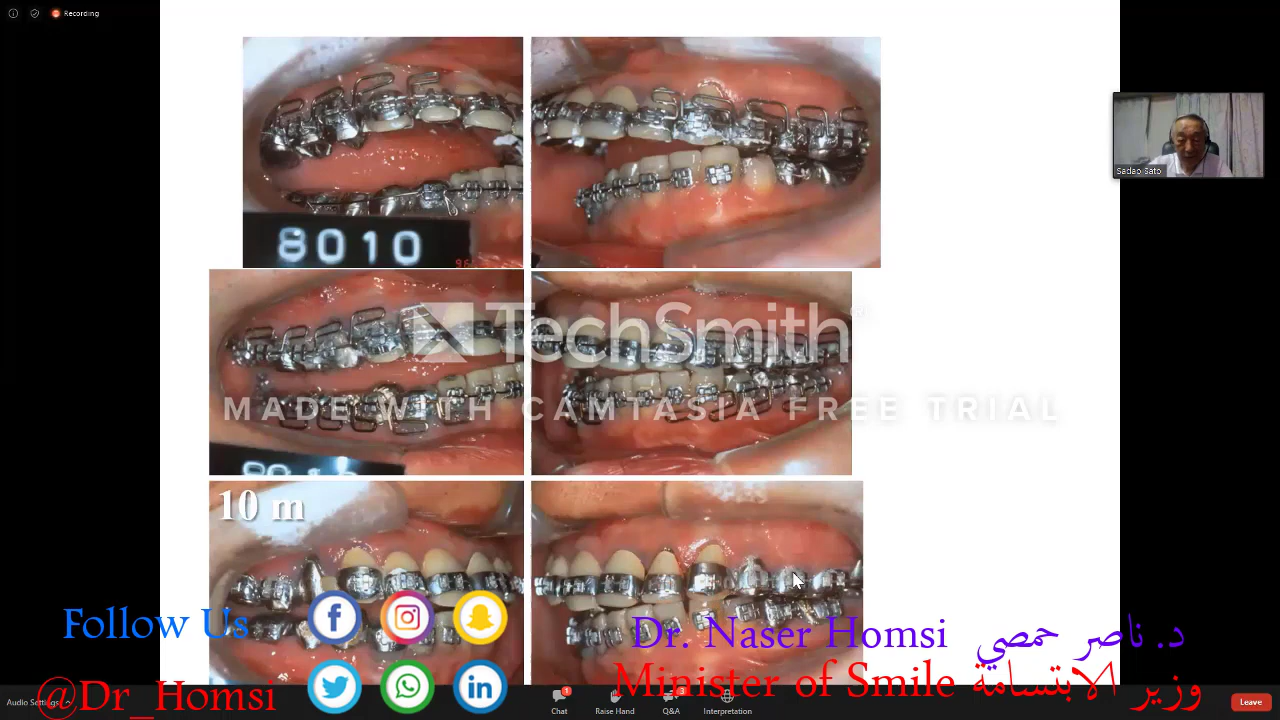 Recording
8010
Sadao Sato
TechSmith
MADE WITH CAMTASIA FREE TRIAL
10 m
Follow Us
Dr. Naser Homsi د. ناصر حمصي
@Dr_Homsi
Minister of Smile وزير الابتسامة
Audio Settings
Chat
Raise Hand
Q&A
Interpretation
Leave